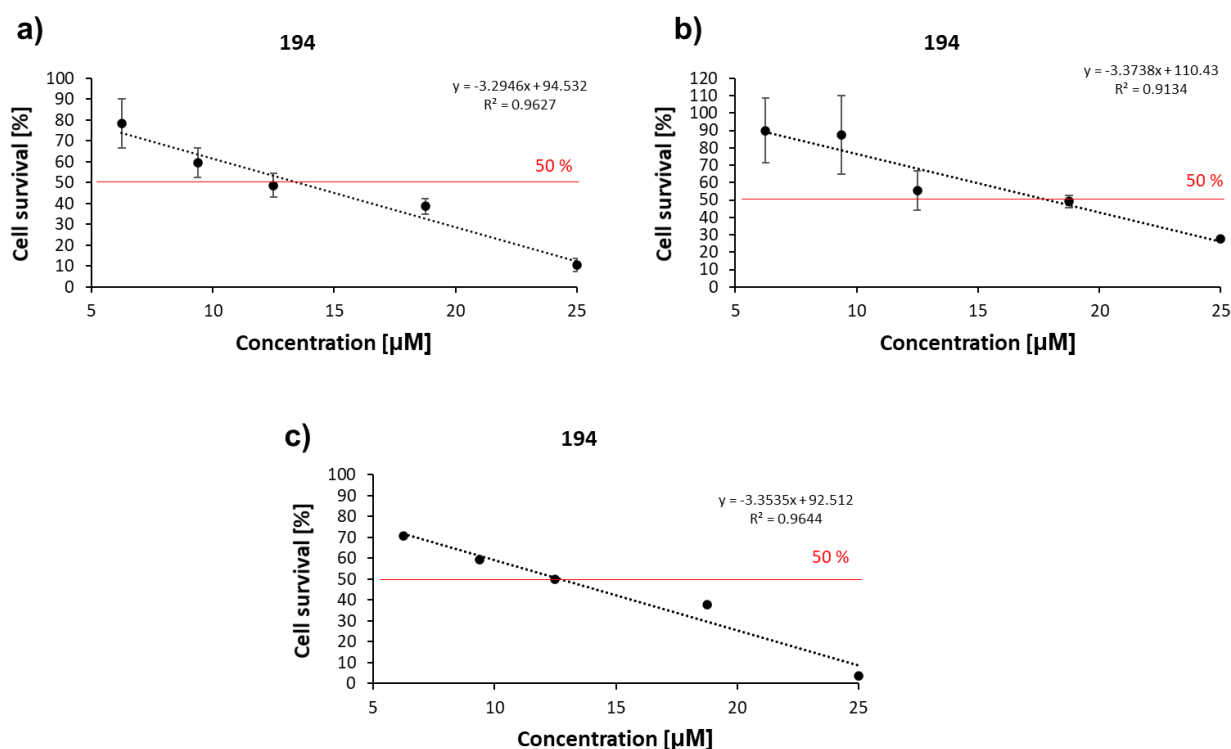 a)
194
y = -3.2946x + 94.532
R² = 0.9627
Cell survival [%]
100
90
80
70
60
50
40
30
20
10
0
50 %
5 10 15 20 25
Concentration [µM]
b)
194
y = -3.3738x + 110.43
R² = 0.9134
Cell survival [%]
120
110
100
90
80
70
60
50
40
30
20
10
0
50 %
5 10 15 20 25
Concentration [µM]
c)
194
y = -3.3535x + 92.512
R² = 0.9644
Cell survival [%]
100
90
80
70
60
50
40
30
20
10
0
50 %
5 10 15 20 25
Concentration [µM]